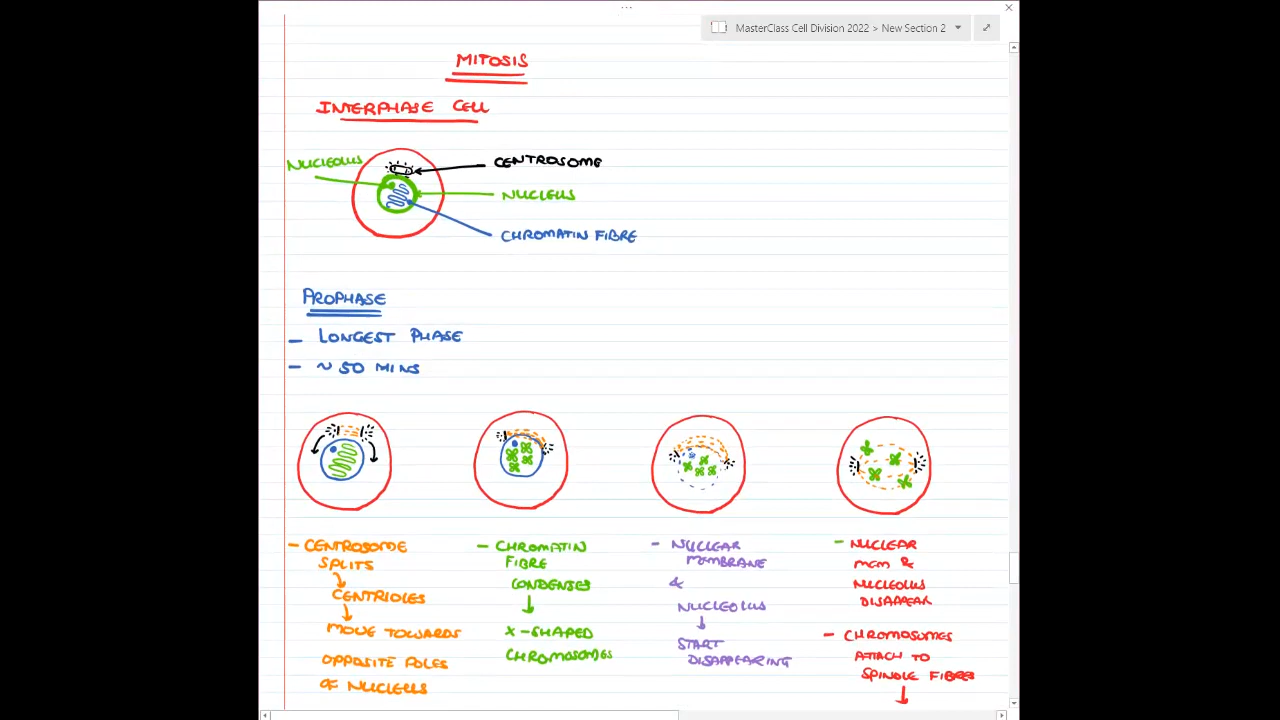 MasterClass Cell Division 2022 > New Section 2
MITOSIS
INTERPHASE CELL
NUCLEOLUS
CENTROSOME
NUCLEUS
CHROMATIN FIBRE
PROPHASE
- LONGEST PHASE
- ~ 50 MINS
- CENTROSOME
SPLITS
↓
CENTRIOLES
↓
MOVE TOWARDS
OPPOSITE POLES
OF NUCLEUS
- CHROMATIN
FIBRE
CONDENSES
↓
X-SHAPED
CHROMOSOMES
- NUCLEAR
MEMBRANE
&
NUCLEOLUS
↓
START
DISAPPEARING
- NUCLEAR
MEM &
NUCLEOLUS
DISAPPEAR
- CHROMOSOMES
ATTACH TO
SPINDLE FIBRES
↓